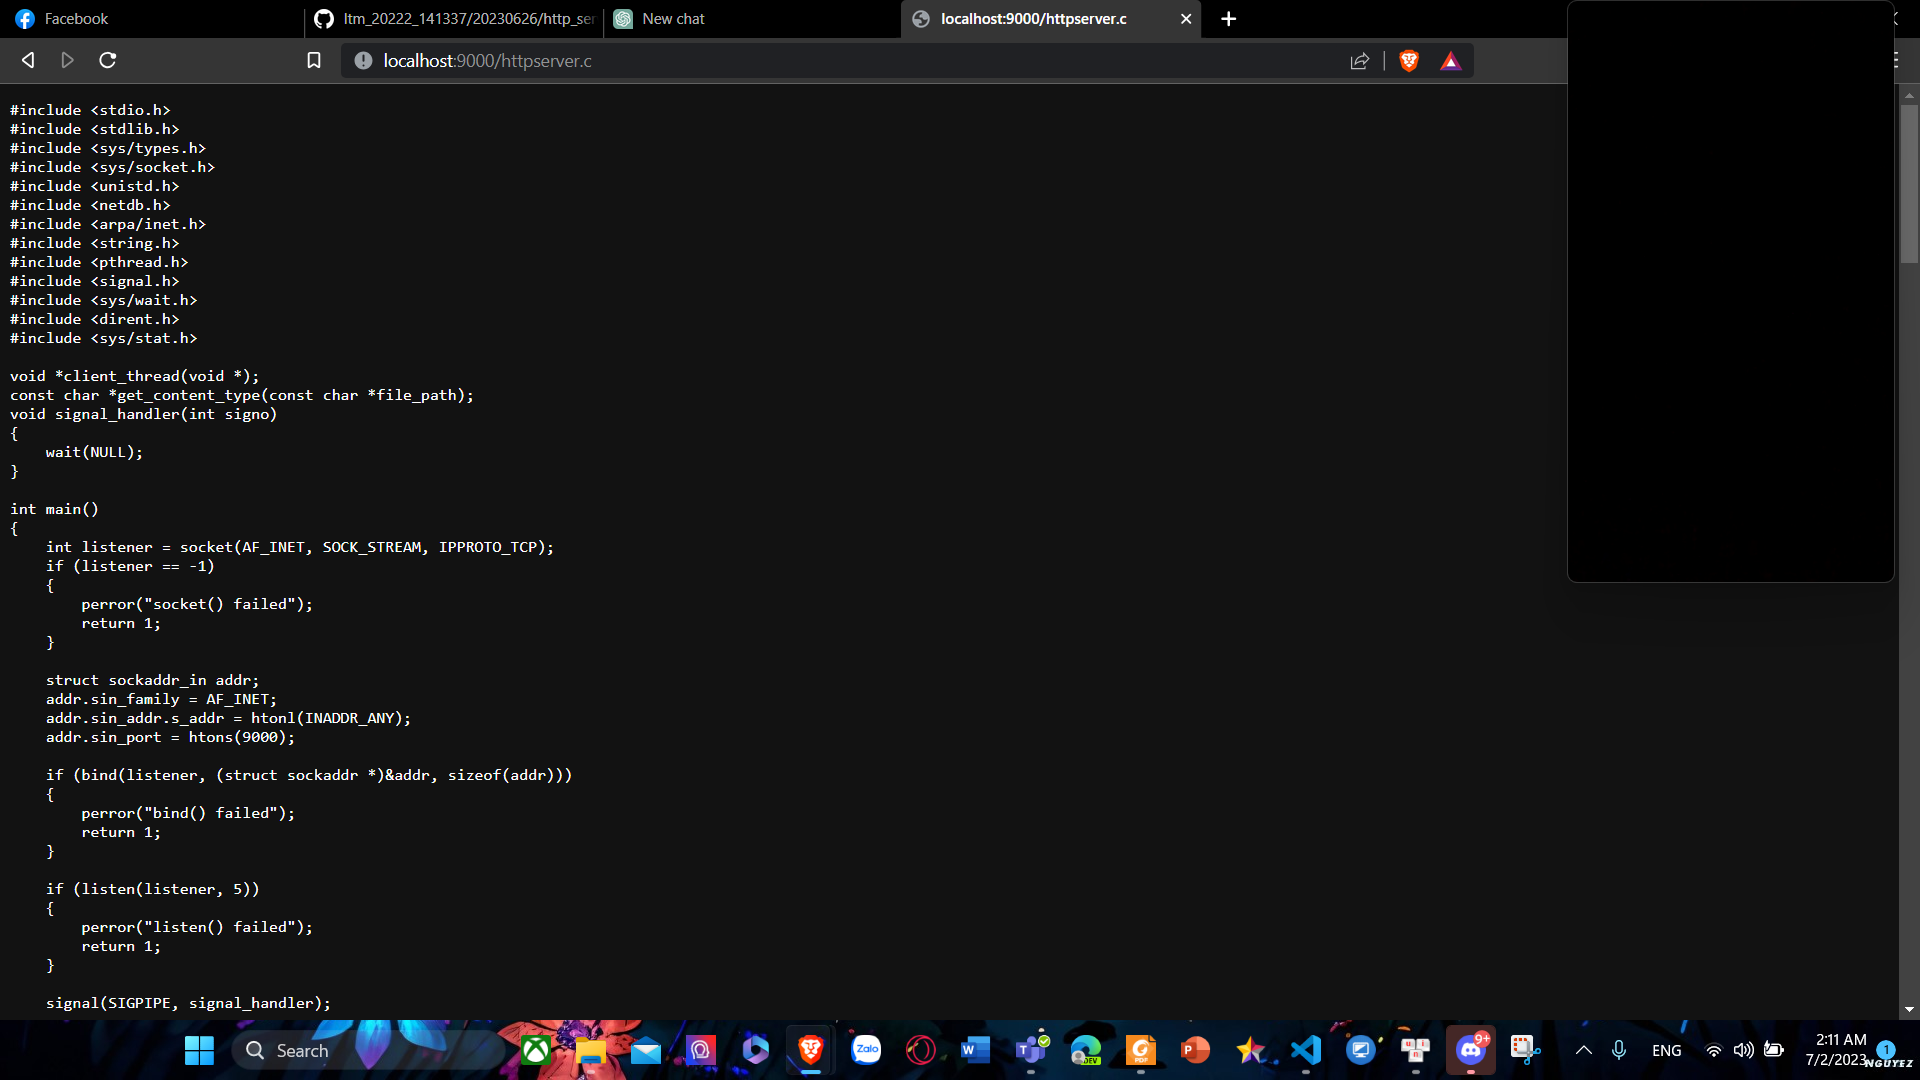 Facebook
ltm_20222_141337/20230626/http_ser
New chat
localhost:9000/httpserver.c
localhost:9000/httpserver.c
#include <stdio.h>
#include <stdlib.h>
#include <sys/types.h>
#include <sys/socket.h>
#include <unistd.h>
#include <netdb.h>
#include <arpa/inet.h>
#include <string.h>
#include <pthread.h>
#include <signal.h>
#include <sys/wait.h>
#include <dirent.h>
#include <sys/stat.h>
void *client_thread(void *);
const char *get_content_type(const char *file_path);
void signal_handler(int signo)
{
    wait(NULL);
}
int main()
{
    int listener = socket(AF_INET, SOCK_STREAM, IPPROTO_TCP);
    if (listener == -1)
    {
        perror("socket() failed");
        return 1;
    }
    struct sockaddr_in addr;
    addr.sin_family = AF_INET;
    addr.sin_addr.s_addr = htonl(INADDR_ANY);
    addr.sin_port = htons(9000);
    if (bind(listener, (struct sockaddr *)&addr, sizeof(addr)))
    {
        perror("bind() failed");
        return 1;
    }
    if (listen(listener, 5))
    {
        perror("listen() failed");
        return 1;
    }
    signal(SIGPIPE, signal_handler);
Search
Zalo
W
DEV
PDF
P
9+
ENG
2:11 AM
7/2/2023
1
NGUYEZ